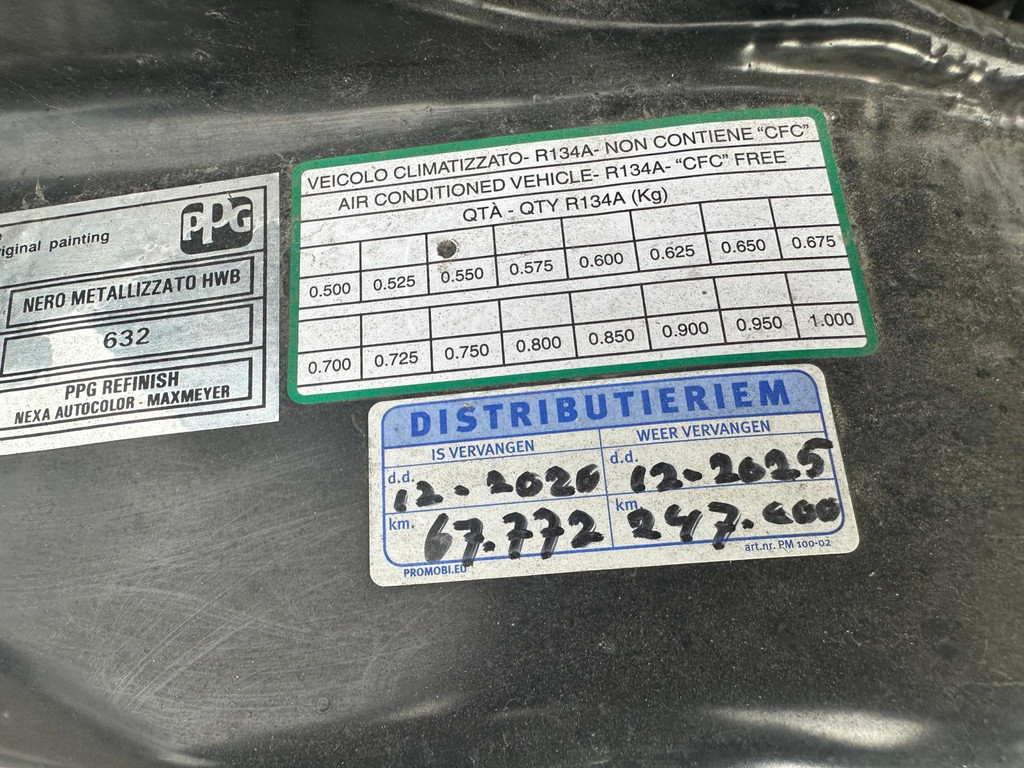 PPG
riginal painting
NERO METALLIZZATO HWB
632
PPG REFINISH
NEXA AUTOCOLOR - MAXMEYER
VEICOLO CLIMATIZZATO- R134A- NON CONTIENE "CFC"
AIR CONDITIONED VEHICLE- R134A- "CFC" FREE
QTÀ - QTY R134A (Kg)
0.500 0.525 0.550 0.575 0.600 0.625 0.650 0.675
0.700 0.725 0.750 0.800 0.850 0.900 0.950 1.000
DISTRIBUTIERIEM
IS VERVANGEN WEER VERVANGEN
d.d. 12-2020 d.d. 12-2025
km. 67.772 km. 247.000
PROMOBI.EU art.nr. PM 100-02